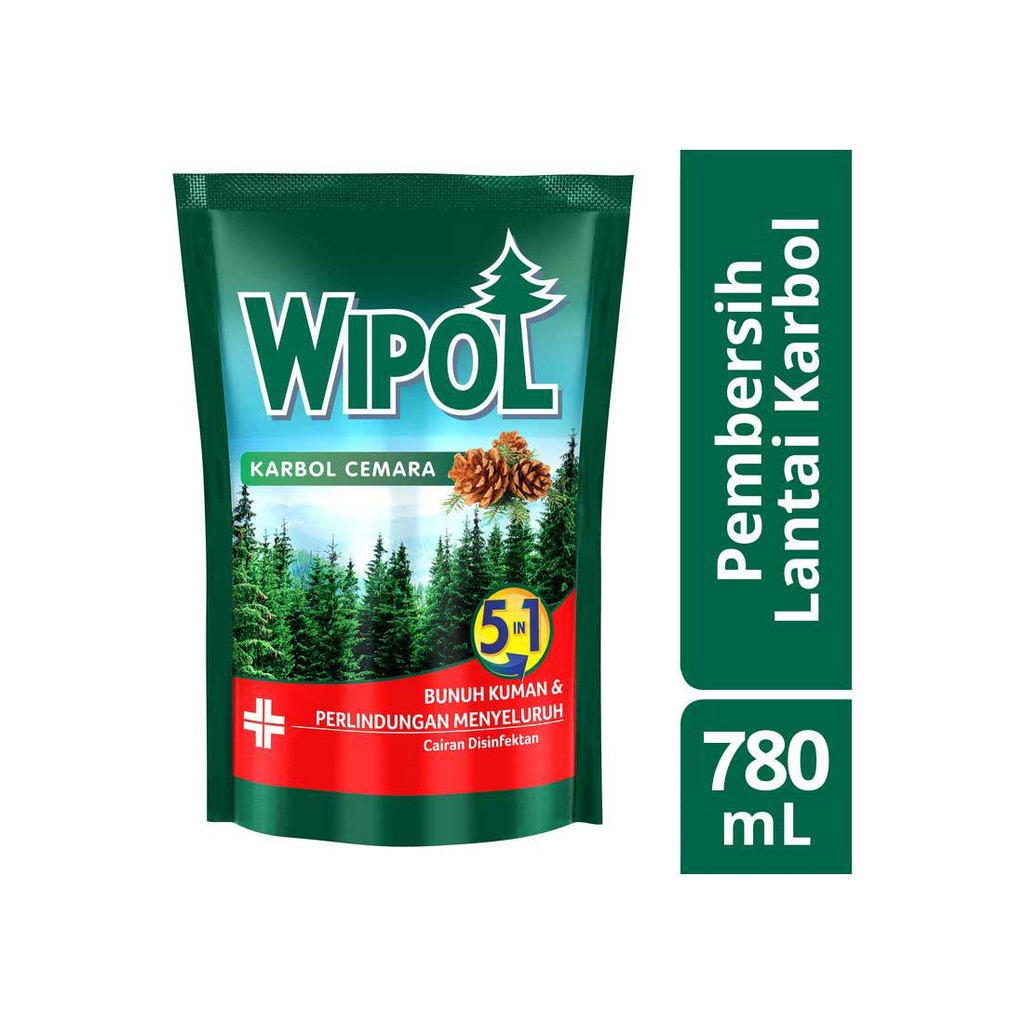 WIPOL
KARBOL CEMARA
5 IN 1
BUNUH KUMAN &
PERLINDUNGAN MENYELURUH
Cairan Disinfektan
Pembersih
Lantai Karbol
780
mL